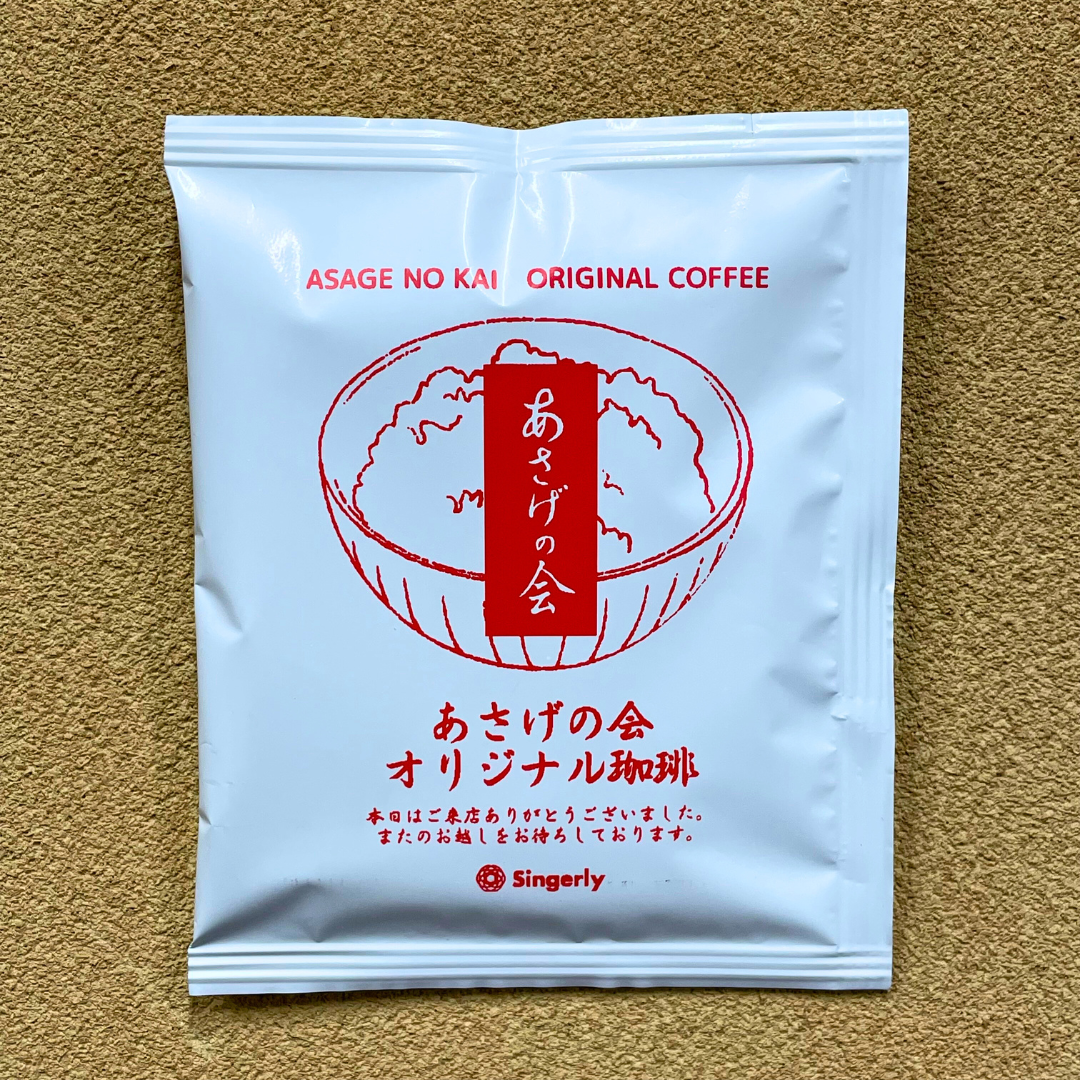 ASAGE NO KAI ORIGINAL COFFEE
あさげの会
あさげの会
オリジナル珈琲
本日はご来店ありがとうございました。
またのお越しをお待ちしております。
Singerly